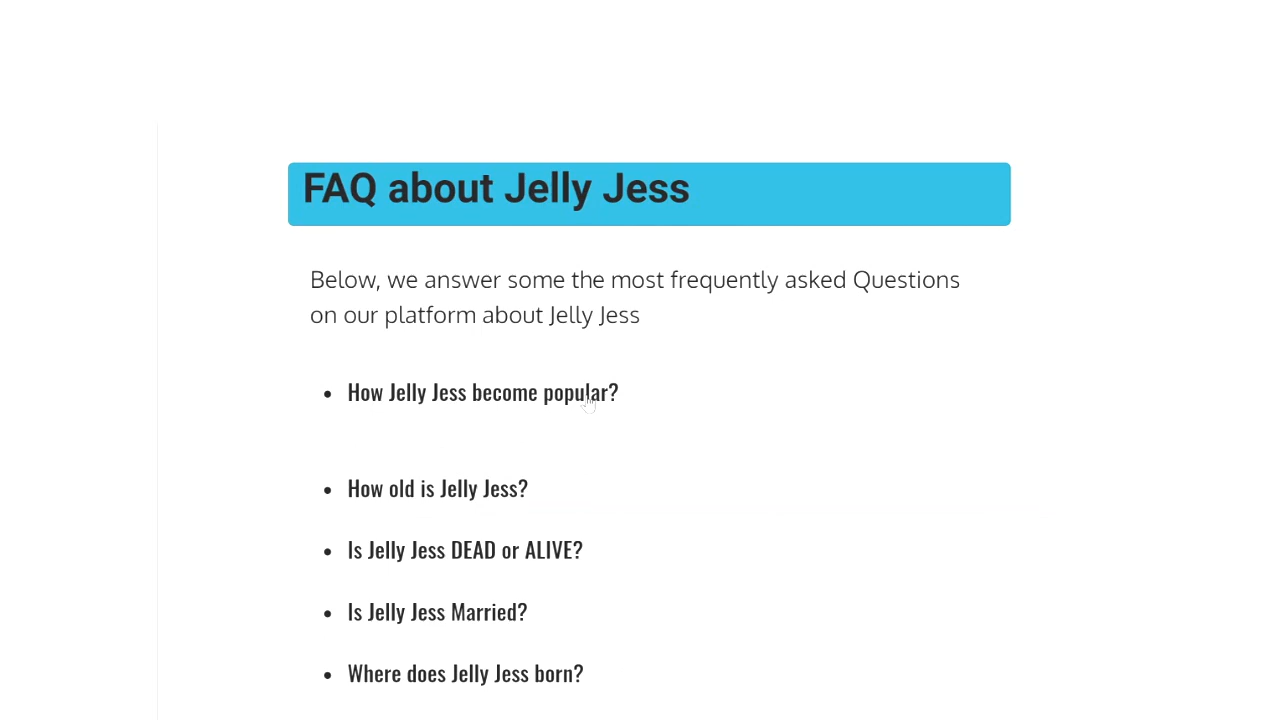 FAQ about Jelly Jess
Below, we answer some the most frequently asked Questions
on our platform about Jelly Jess
• How Jelly Jess become popular?
• How old is Jelly Jess?
• Is Jelly Jess DEAD or ALIVE?
• Is Jelly Jess Married?
• Where does Jelly Jess born?